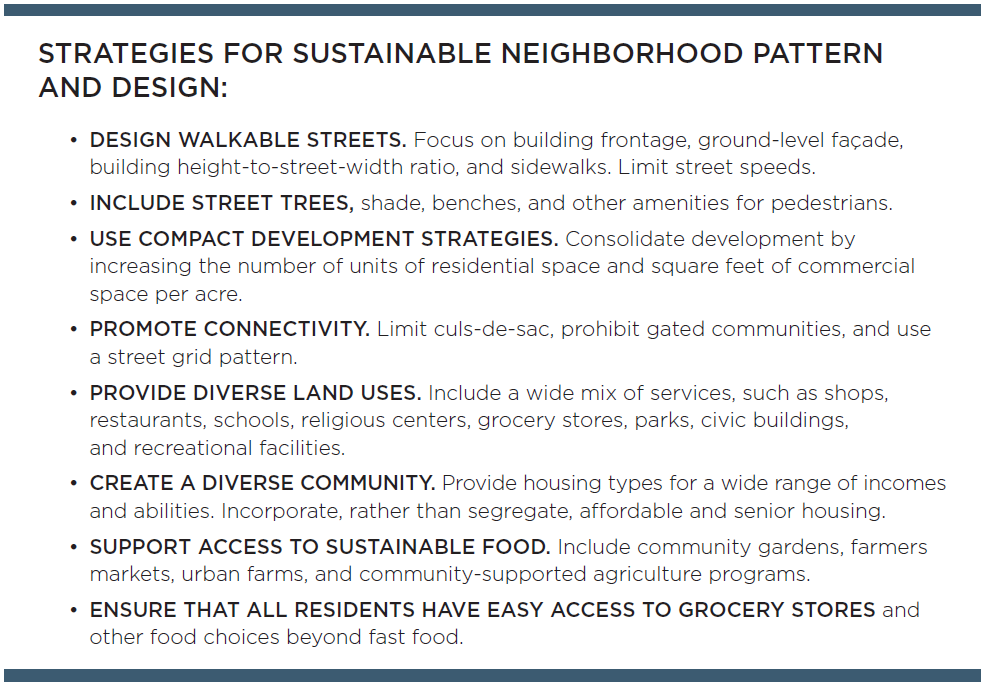 STRATEGIES FOR SUSTAINABLE NEIGHBORHOOD PATTERN
AND DESIGN:
• DESIGN WALKABLE STREETS. Focus on building frontage, ground-level façade,
building height-to-street-width ratio, and sidewalks. Limit street speeds.
• INCLUDE STREET TREES, shade, benches, and other amenities for pedestrians.
• USE COMPACT DEVELOPMENT STRATEGIES. Consolidate development by
increasing the number of units of residential space and square feet of commercial
space per acre.
• PROMOTE CONNECTIVITY. Limit culs-de-sac, prohibit gated communities, and use
a street grid pattern.
• PROVIDE DIVERSE LAND USES. Include a wide mix of services, such as shops,
restaurants, schools, religious centers, grocery stores, parks, civic buildings,
and recreational facilities.
• CREATE A DIVERSE COMMUNITY. Provide housing types for a wide range of incomes
and abilities. Incorporate, rather than segregate, affordable and senior housing.
• SUPPORT ACCESS TO SUSTAINABLE FOOD. Include community gardens, farmers
markets, urban farms, and community-supported agriculture programs.
• ENSURE THAT ALL RESIDENTS HAVE EASY ACCESS TO GROCERY STORES and
other food choices beyond fast food.